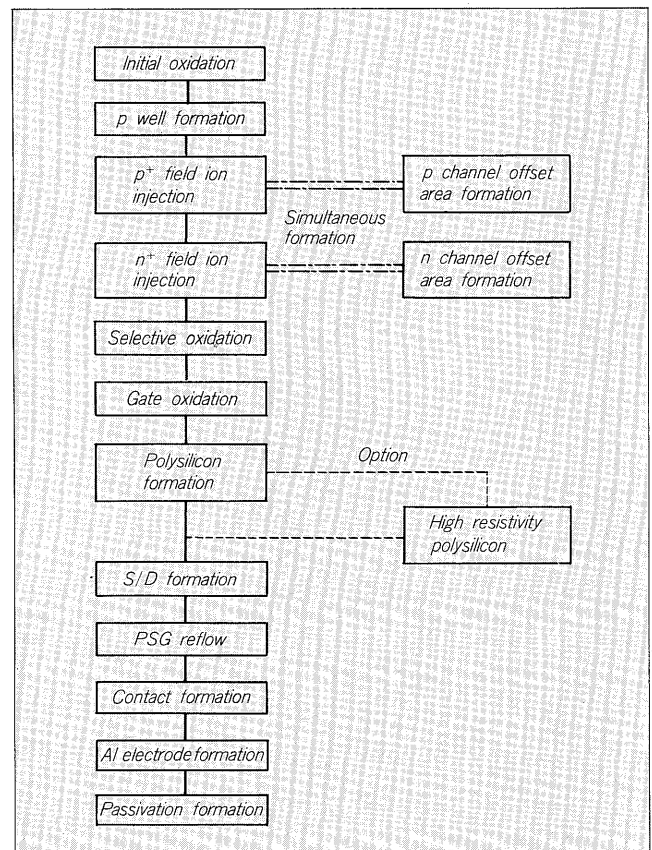 Initial oxidation
p well formation
p+ field ion
injection
p channel offset
area formation
Simultaneous
formation
n+ field ion
injection
n channel offset
area formation
Selective oxidation
Gate oxidation
Polysilicon
formation
Option
High resistivity
polysilicon
S/D formation
PSG reflow
Contact formation
Al electrode formation
Passivation formation